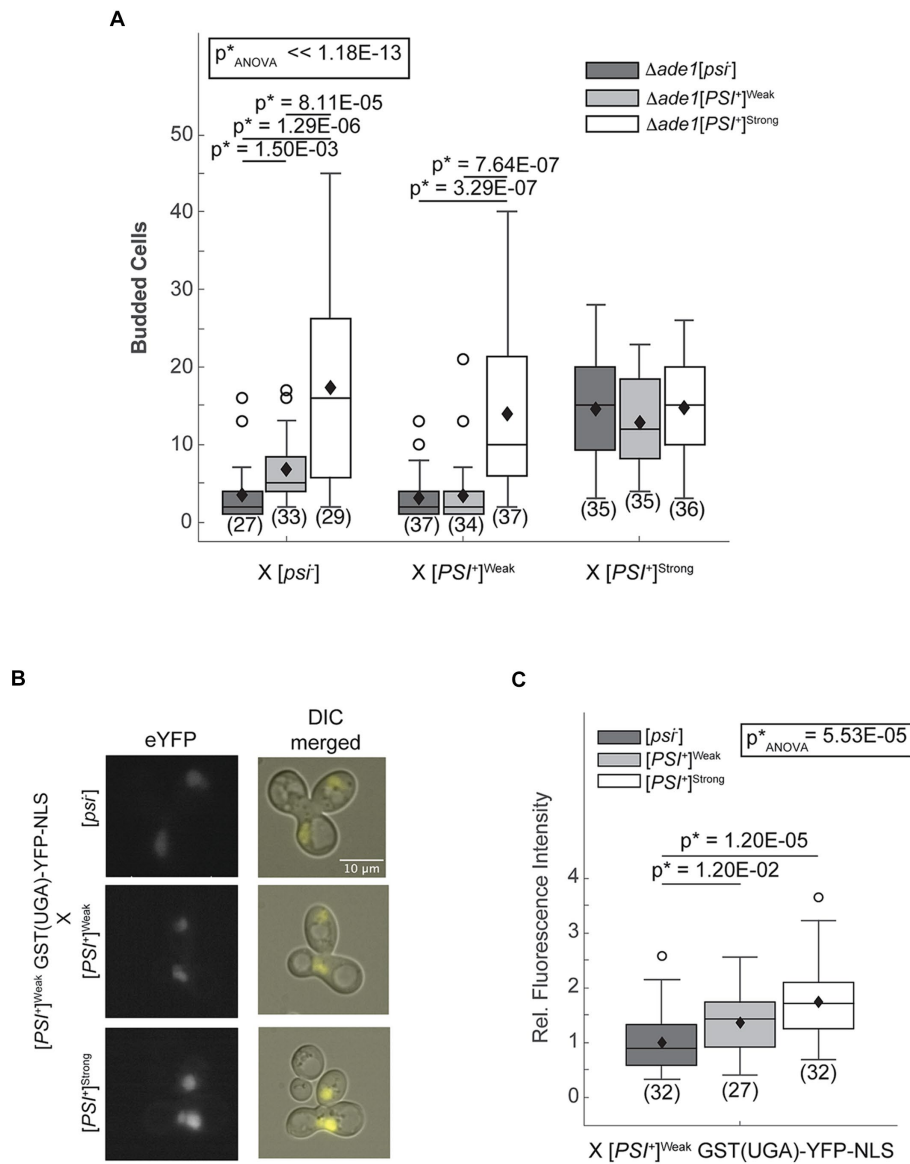 A
p*ANOVA << 1.18E-13
Δade1[psi-]
Δade1[PSI+]Weak
Δade1[PSI+]Strong
p* = 8.11E-05
p* = 1.29E-06
p* = 1.50E-03
p* = 7.64E-07
p* = 3.29E-07
Budded Cells
50
40
30
20
10
0
(27) (33) (29) (37) (34) (37) (35) (35) (36)
X [psi-] X [PSI+]Weak X [PSI+]Strong
B
eYFP
DIC
merged
[PSI+]Weak GST(UGA)-YFP-NLS
X
[psi-]
[PSI+]Weak
[PSI+]Strong
10 μm
C
[psi-]
[PSI+]Weak
[PSI+]Strong
p*ANOVA = 5.53E-05
p* = 1.20E-05
p* = 1.20E-02
Rel. Fluorescence Intensity
4
3
2
1
0
(32) (27) (32)
X [PSI+]Weak GST(UGA)-YFP-NLS